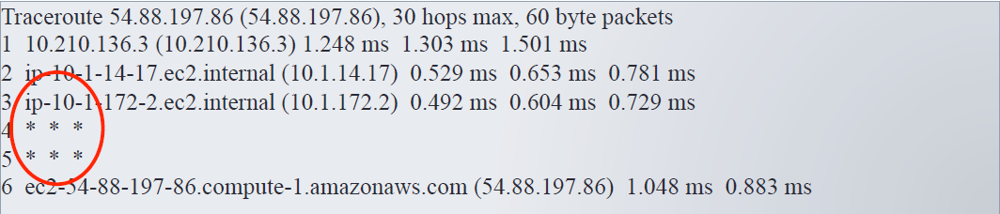 Traceroute 54.88.197.86 (54.88.197.86), 30 hops max, 60 byte packets
1 10.210.136.3 (10.210.136.3) 1.248 ms 1.303 ms 1.501 ms
2 ip-10-1-14-17.ec2.internal (10.1.14.17) 0.529 ms 0.653 ms 0.781 ms
3 ip-10-1-172-2.ec2.internal (10.1.172.2) 0.492 ms 0.604 ms 0.729 ms
4 * * *
5 * * *
6 ec2-54-88-197-86.compute-1.amazonaws.com (54.88.197.86) 1.048 ms 0.883 ms